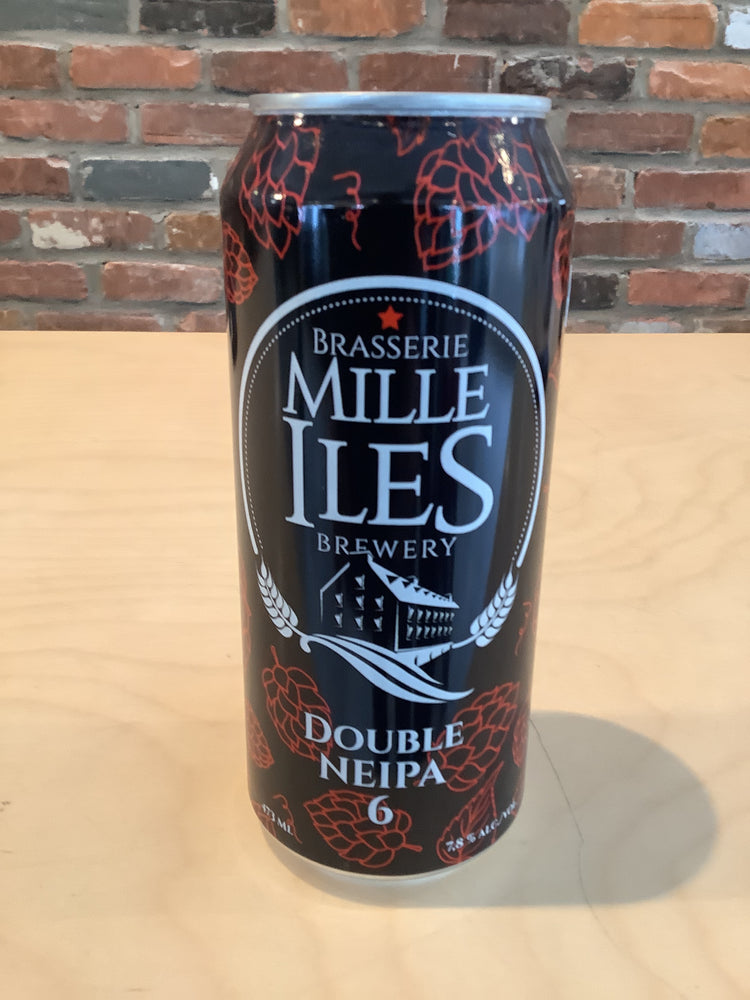 BRASSERIE
MILLE
ILES
BREWERY
DOUBLE
NEIPA
6
473 ML
7.8 % ALC./VOL.